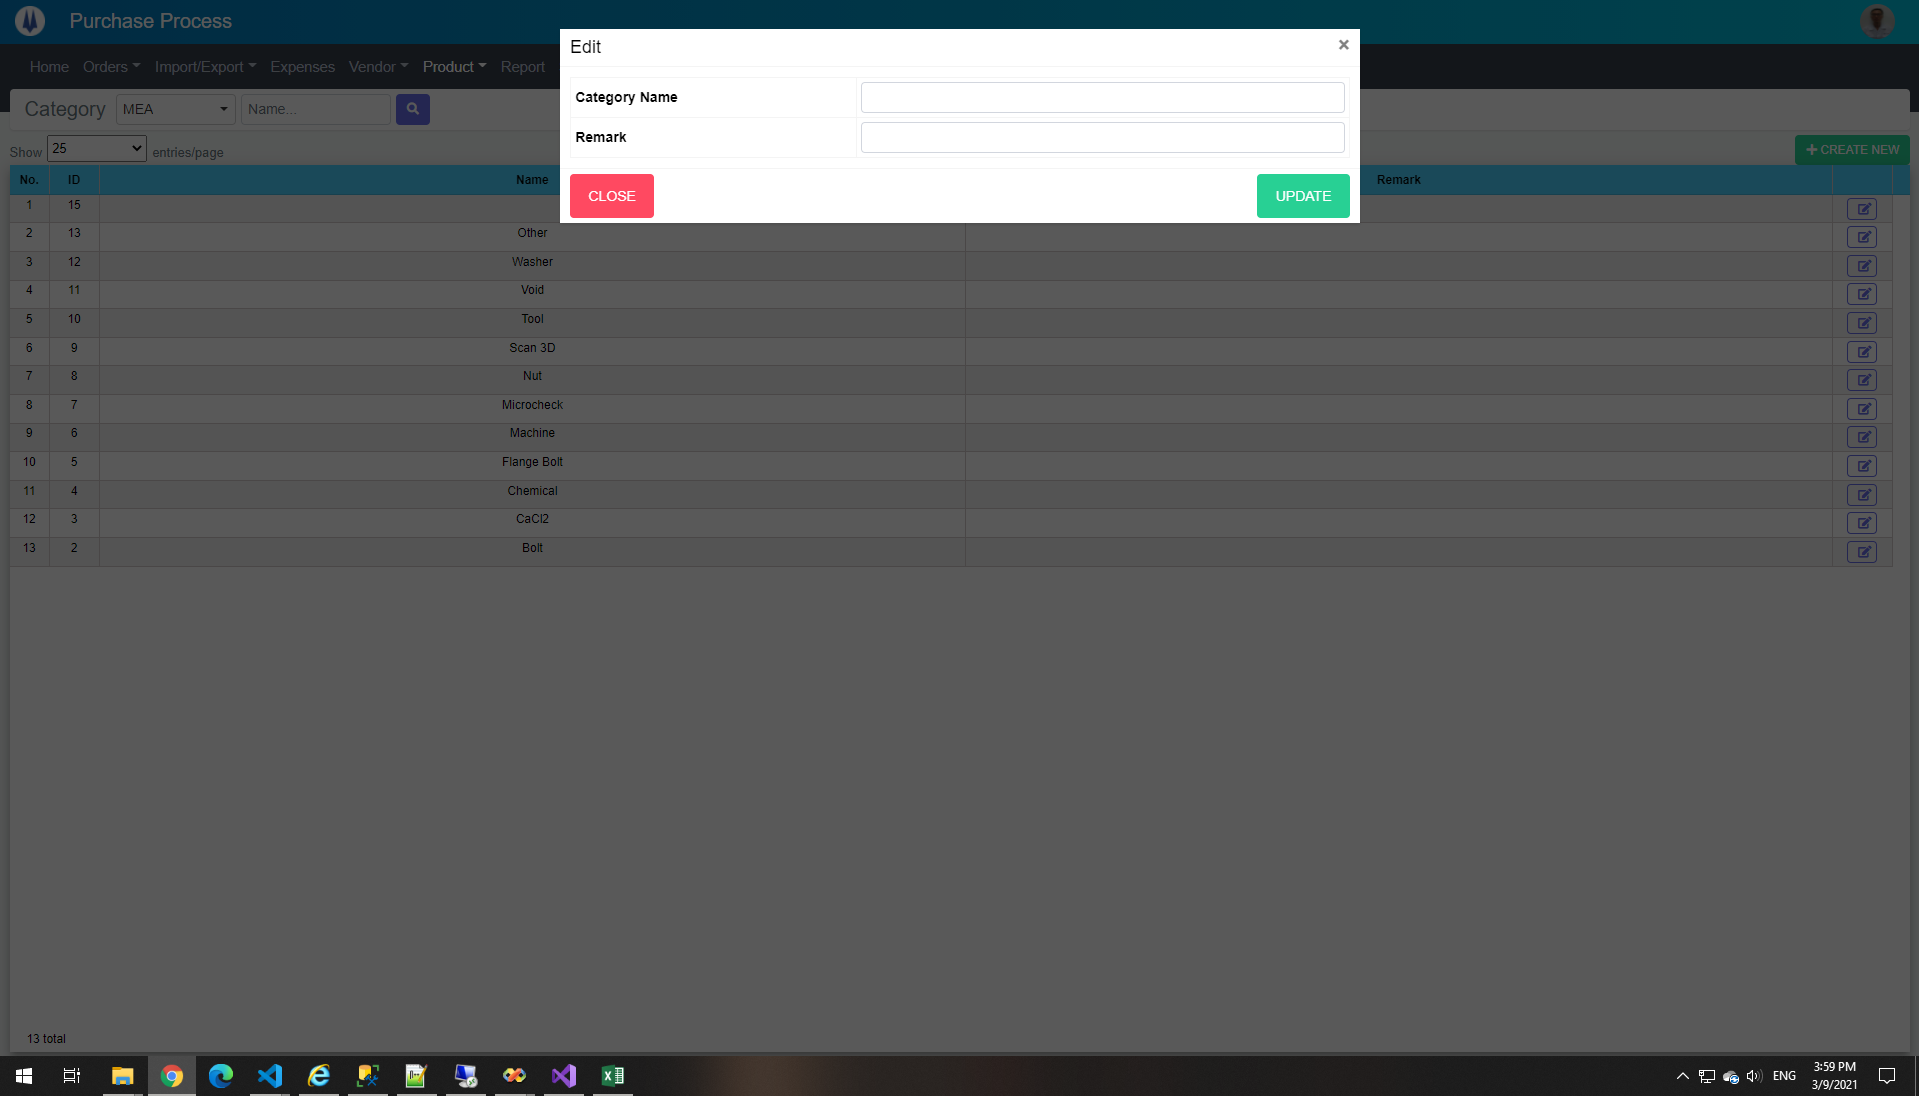 Purchase Process
Home Orders Import/Export Expenses Vendor Product Report
Category MEA Name...
Show 25 entries/page
+ CREATE NEW
Edit ×
Category Name
Remark
CLOSE UPDATE
No. ID Name Remark
1 15
2 13 Other
3 12 Washer
4 11 Void
5 10 Tool
6 9 Scan 3D
7 8 Nut
8 7 Microcheck
9 6 Machine
10 5 Flange Bolt
11 4 Chemical
12 3 CaCl2
13 2 Bolt
13 total
ENG
3:59 PM
3/9/2021